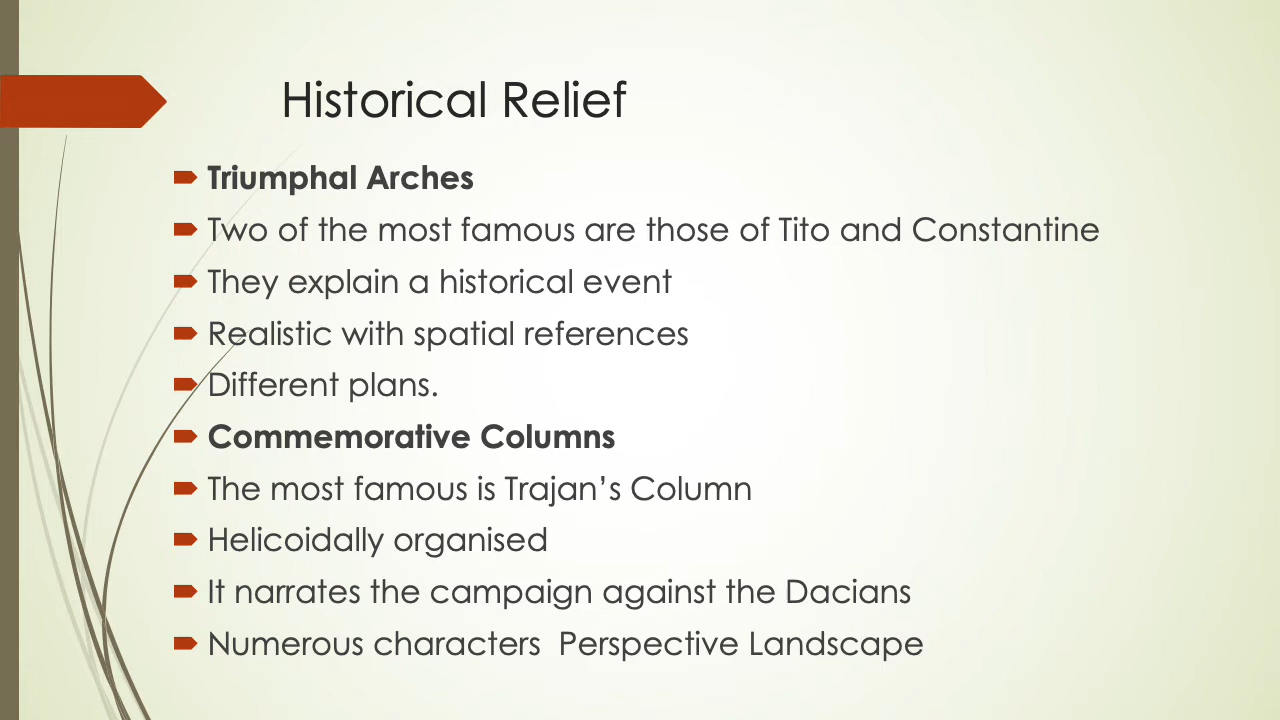 Historical Relief
Triumphal Arches
Two of the most famous are those of Tito and Constantine
They explain a historical event
Realistic with spatial references
Different plans.
Commemorative Columns
The most famous is Trajan’s Column
Helicoidally organised
It narrates the campaign against the Dacians
Numerous characters  Perspective Landscape